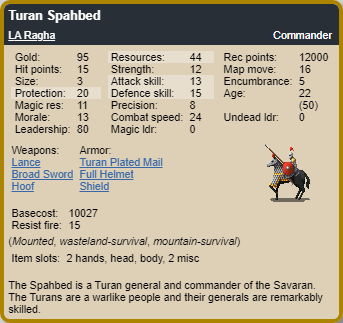 Turan Spahbed
LA Ragha Commander
Gold: 95 Resources: 44 Rec points: 12000
Hit points: 15 Strength: 12 Map move: 16
Size: 3 Attack skill: 13 Encumbrance: 5
Protection: 20 Defence skill: 15 Age: 22
Magic res: 11 Precision: 8 (50)
Morale: 13 Combat speed: 24 Undead ldr: 0
Leadership: 80 Magic ldr: 0
Weapons: Armor:
Lance Turan Plated Mail
Broad Sword Full Helmet
Hoof Shield
Basecost: 10027
Resist fire: 15
(Mounted, wasteland-survival, mountain-survival)
Item slots: 2 hands, head, body, 2 misc
The Spahbed is a Turan general and commander of the Savaran.
The Turans are a warlike people and their generals are remarkably
skilled.